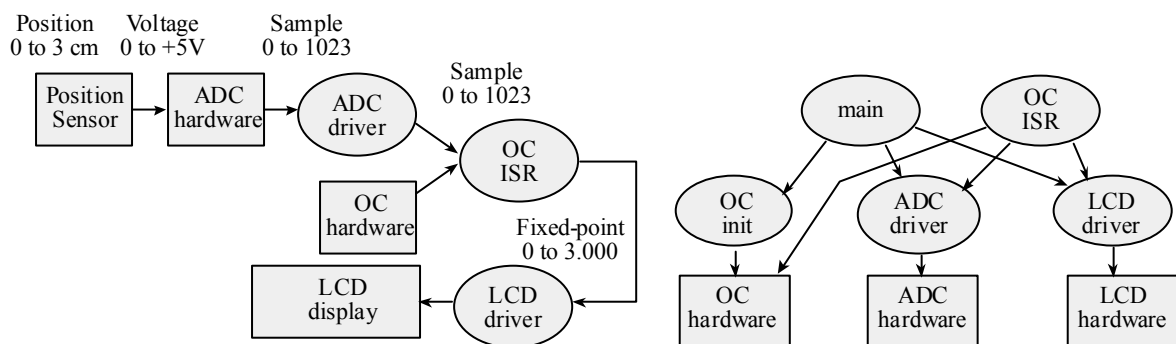 Position
0 to 3 cm
Voltage
0 to +5V
Sample
0 to 1023
Position
Sensor
ADC
hardware
ADC
driver
Sample
0 to 1023
OC
ISR
OC
hardware
Fixed-point
0 to 3.000
LCD
display
LCD
driver
main
OC
ISR
OC
init
ADC
driver
LCD
driver
OC
hardware
ADC
hardware
LCD
hardware